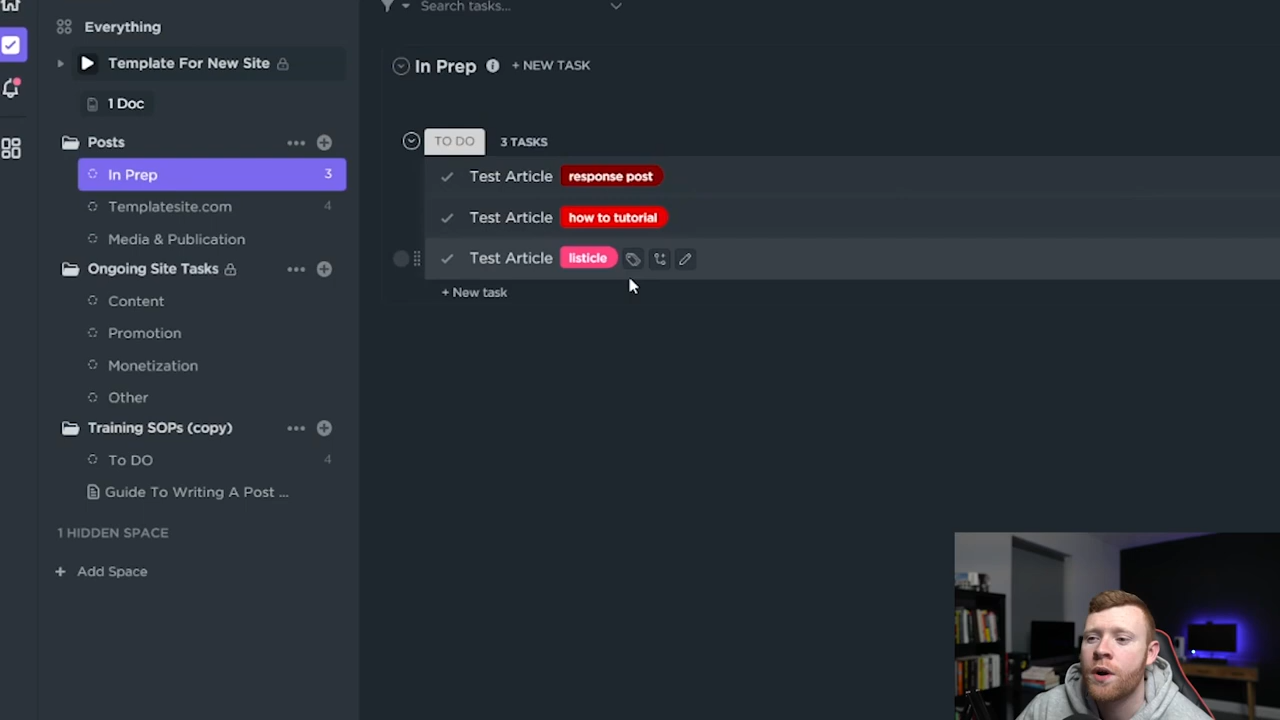 Everything
Template For New Site
1 Doc
Posts
In Prep 3
Templatesite.com 4
Media & Publication
Ongoing Site Tasks
Content
Promotion
Monetization
Other
Training SOPs (copy)
To DO 4
Guide To Writing A Post ...
1 HIDDEN SPACE
+ Add Space
Search tasks...
In Prep + NEW TASK
TO DO 3 TASKS
Test Article response post
Test Article how to tutorial
Test Article listicle
+ New task